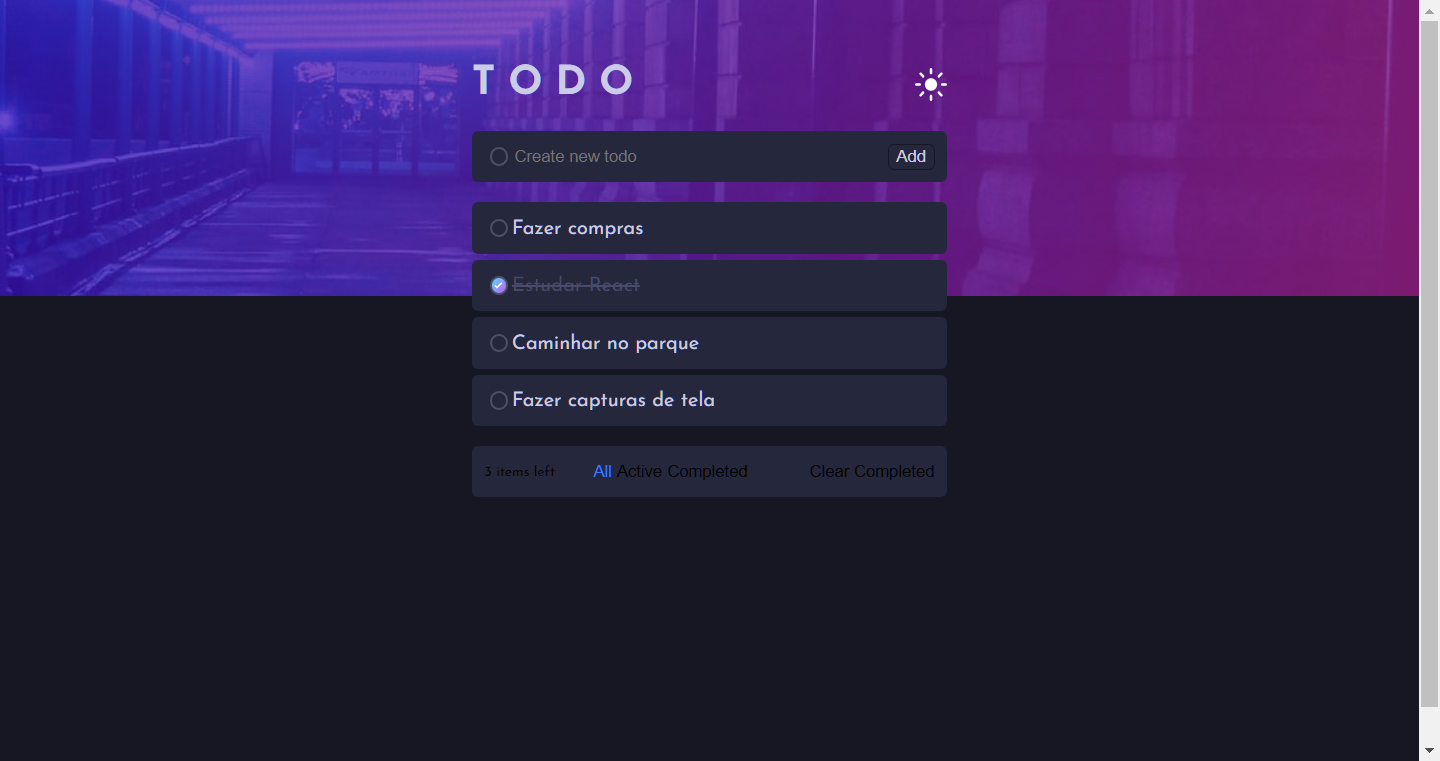 TODO
Create new todo Add
Fazer compras
Estudar React
Caminhar no parque
Fazer capturas de tela
3 items left All Active Completed Clear Completed